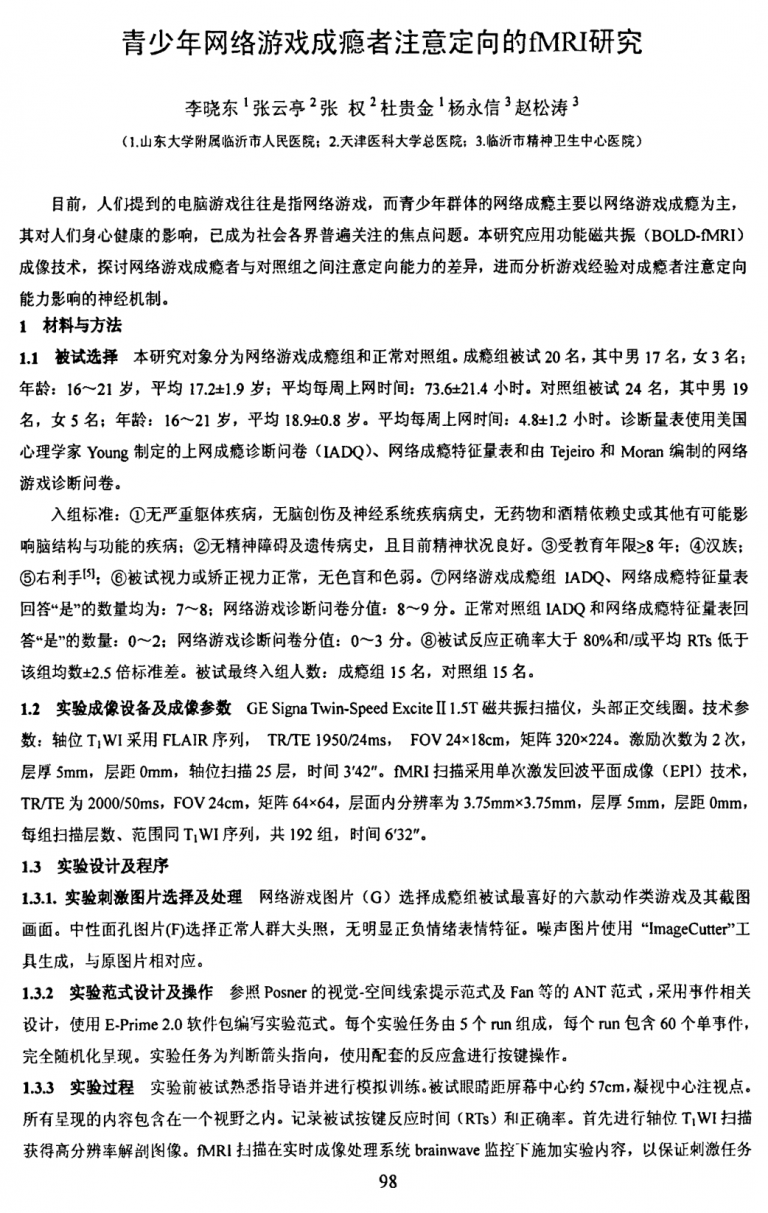 青少年网络游戏成瘾者注意定向的fMRI研究
李晓东 1 张云亭 2 张 权 2 杜贵金 1 杨永信 3 赵松涛 3
（1.山东大学附属临沂市人民医院；2.天津医科大学总医院；3.临沂市精神卫生中心医院）
目前，人们提到的电脑游戏往往是指网络游戏，而青少年群体的网络成瘾主要以网络游戏成瘾为主，
其对人们身心健康的影响，已成为社会各界普遍关注的焦点问题。本研究应用功能磁共振（BOLD-fMRI）
成像技术，探讨网络游戏成瘾者与对照组之间注意定向能力的差异，进而分析游戏经验对成瘾者注意定向
能力影响的神经机制。
1 材料与方法
1.1 被试选择 本研究对象分为网络游戏成瘾组和正常对照组。成瘾组被试 20 名，其中男 17 名，女 3 名；
年龄：16～21 岁，平均 17.2±1.9 岁；平均每周上网时间：73.6±21.4 小时。对照组被试 24 名，其中男 19
名，女 5 名；年龄：16～21 岁，平均 18.9±0.8 岁。平均每周上网时间：4.8±1.2 小时。诊断量表使用美国
心理学家 Young 制定的上网成瘾诊断问卷（IADQ）、网络成瘾特征量表和由 Tejeiro 和 Moran 编制的网络
游戏诊断问卷。
入组标准：①无严重躯体疾病，无脑创伤及神经系统疾病病史，无药物和酒精依赖史或其他有可能影
响脑结构与功能的疾病；②无精神障碍及遗传病史，且目前精神状况良好。③受教育年限≥8 年；④汉族；
⑤右利手[5]；⑥被试视力或矫正视力正常，无色盲和色弱。⑦网络游戏成瘾组 IADQ、网络成瘾特征量表
回答“是”的数量均为：7～8；网络游戏诊断问卷分值：8～9 分。正常对照组 IADQ 和网络成瘾特征量表回
答“是”的数量：0～2；网络游戏诊断问卷分值：0～3 分。⑧被试反应正确率大于 80%和/或平均 RTs 低于
该组均数±2.5 倍标准差。被试最终入组人数：成瘾组 15 名，对照组 15 名。
1.2 实验成像设备及成像参数 GE Signa Twin-Speed Excite Ⅱ 1.5T 磁共振扫描仪，头部正交线圈。技术参
数：轴位 T1WI 采用 FLAIR 序列， TR/TE 1950/24ms， FOV 24×18cm，矩阵 320×224。激励次数为 2 次，
层厚 5mm，层距 0mm，轴位扫描 25 层，时间 3′42″。fMRI 扫描采用单次激发回波平面成像（EPI）技术，
TR/TE 为 2000/50ms，FOV 24cm，矩阵 64×64，层面内分辨率为 3.75mm×3.75mm，层厚 5mm，层距 0mm，
每组扫描层数、范围同 T1WI 序列，共 192 组，时间 6′32″。
1.3 实验设计及程序
1.3.1. 实验刺激图片选择及处理 网络游戏图片（G）选择成瘾组被试最喜好的六款动作类游戏及其截图
画面。中性面孔图片(F)选择正常人群大头照，无明显正负情绪表情特征。噪声图片使用 “ImageCutter”工
具生成，与原图片相对应。
1.3.2 实验范式设计及操作 参照 Posner 的视觉-空间线索提示范式及 Fan 等的 ANT 范式 ，采用事件相关
设计，使用 E-Prime 2.0 软件包编写实验范式。每个实验任务由 5 个 run 组成，每个 run 包含 60 个单事件，
完全随机化呈现。实验任务为判断箭头指向，使用配套的反应盒进行按键操作。
1.3.3 实验过程 实验前被试熟悉指导语并进行模拟训练。被试眼睛距屏幕中心约 57cm，凝视中心注视点。
所有呈现的内容包含在一个视野之内。记录被试按键反应时间（RTs）和正确率。首先进行轴位 T1WI 扫描
获得高分辨率解剖图像。fMRI 扫描在实时成像处理系统 brainwave 监控下施加实验内容，以保证刺激任务
98